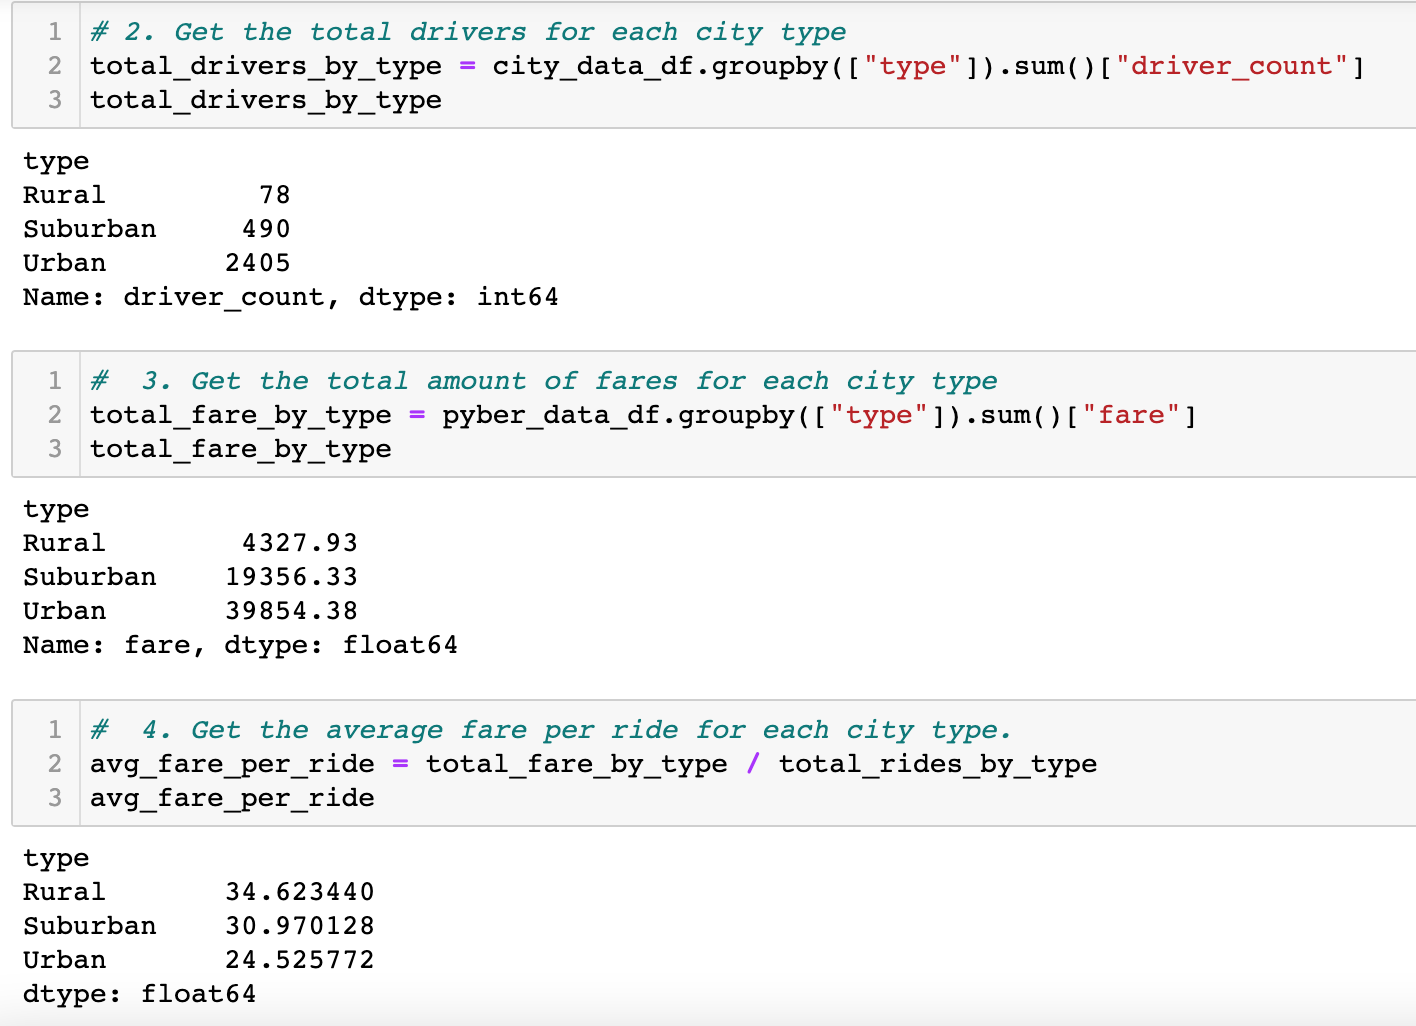 1 # 2. Get the total drivers for each city type
2 total_drivers_by_type = city_data_df.groupby(["type"]).sum()["driver_count"]
3 total_drivers_by_type
type
Rural 78
Suburban 490
Urban 2405
Name: driver_count, dtype: int64
1 #  3. Get the total amount of fares for each city type
2 total_fare_by_type = pyber_data_df.groupby(["type"]).sum()["fare"]
3 total_fare_by_type
type
Rural 4327.93
Suburban 19356.33
Urban 39854.38
Name: fare, dtype: float64
1 #  4. Get the average fare per ride for each city type.
2 avg_fare_per_ride = total_fare_by_type / total_rides_by_type
3 avg_fare_per_ride
type
Rural 34.623440
Suburban 30.970128
Urban 24.525772
dtype: float64